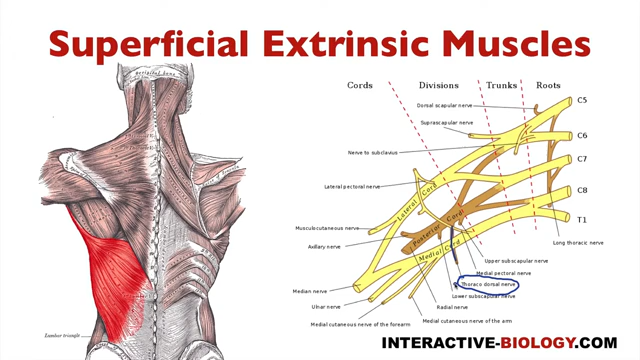 Superficial Extrinsic Muscles
Cords
Divisions
Trunks
Roots
Dorsal scapular nerve
C5
Suprascapular nerve
C6
Nerve to subclavius
C7
Lateral pectoral nerve
C8
Lateral Cord
T1
Musculocutaneous nerve
Posterior Cord
Axillary nerve
Medial Cord
Long thoracic nerve
Upper subscapular nerve
Medial pectoral nerve
Thoraco dorsal nerve
Median nerve
Lower subscapular nerve
Ulnar nerve
Radial nerve
Medial cutaneous nerve of the forearm
Medial cutaneous nerve of the arm
Occipital bone
Lumbar triangle
INTERACTIVE-BIOLOGY.COM